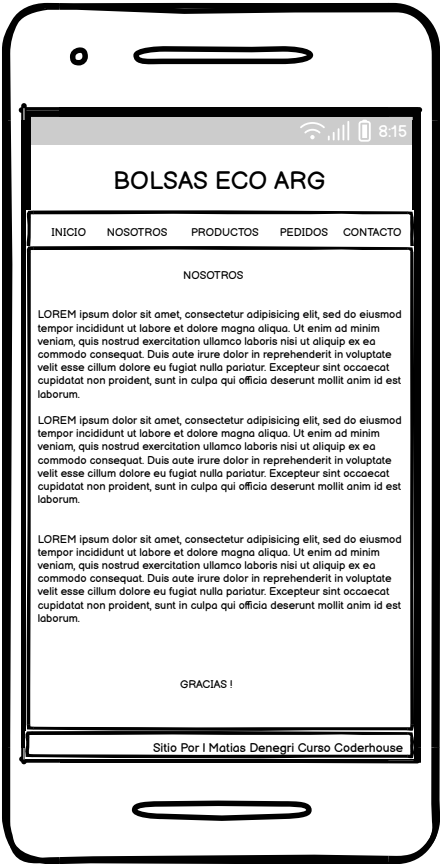 8:15
BOLSAS ECO ARG
INICIO NOSOTROS PRODUCTOS PEDIDOS CONTACTO
NOSOTROS
LOREM ipsum dolor sit amet, consectetur adipisicing elit, sed do eiusmod
tempor incididunt ut labore et dolore magna aliqua. Ut enim ad minim
veniam, quis nostrud exercitation ullamco laboris nisi ut aliquip ex ea
commodo consequat. Duis aute irure dolor in reprehenderit in voluptate
velit esse cillum dolore eu fugiat nulla pariatur. Excepteur sint occaecat
cupidatat non proident, sunt in culpa qui officia deserunt mollit anim id est
laborum.
LOREM ipsum dolor sit amet, consectetur adipisicing elit, sed do eiusmod
tempor incididunt ut labore et dolore magna aliqua. Ut enim ad minim
veniam, quis nostrud exercitation ullamco laboris nisi ut aliquip ex ea
commodo consequat. Duis aute irure dolor in reprehenderit in voluptate
velit esse cillum dolore eu fugiat nulla pariatur. Excepteur sint occaecat
cupidatat non proident, sunt in culpa qui officia deserunt mollit anim id est
laborum.
LOREM ipsum dolor sit amet, consectetur adipisicing elit, sed do eiusmod
tempor incididunt ut labore et dolore magna aliqua. Ut enim ad minim
veniam, quis nostrud exercitation ullamco laboris nisi ut aliquip ex ea
commodo consequat. Duis aute irure dolor in reprehenderit in voluptate
velit esse cillum dolore eu fugiat nulla pariatur. Excepteur sint occaecat
cupidatat non proident, sunt in culpa qui officia deserunt mollit anim id est
laborum.
GRACIAS !
Sitio Por | Matias Denegri Curso Coderhouse